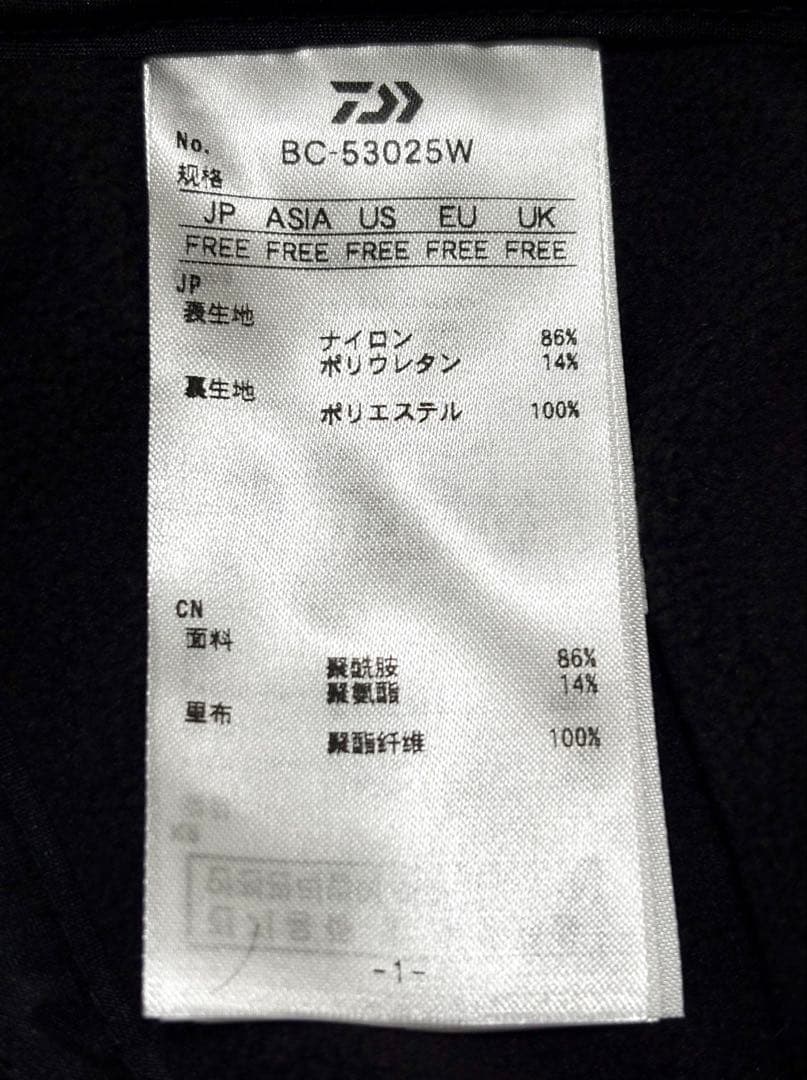 No. BC-53025W
规格
JP ASIA US EU UK
FREE FREE FREE FREE FREE
JP
表生地
ナイロン 86%
ポリウレタン 14%
裏生地
ポリエステル 100%
CN
面料
聚酰胺 86%
聚氨酯 14%
里布
聚酯纤维 100%
-1-